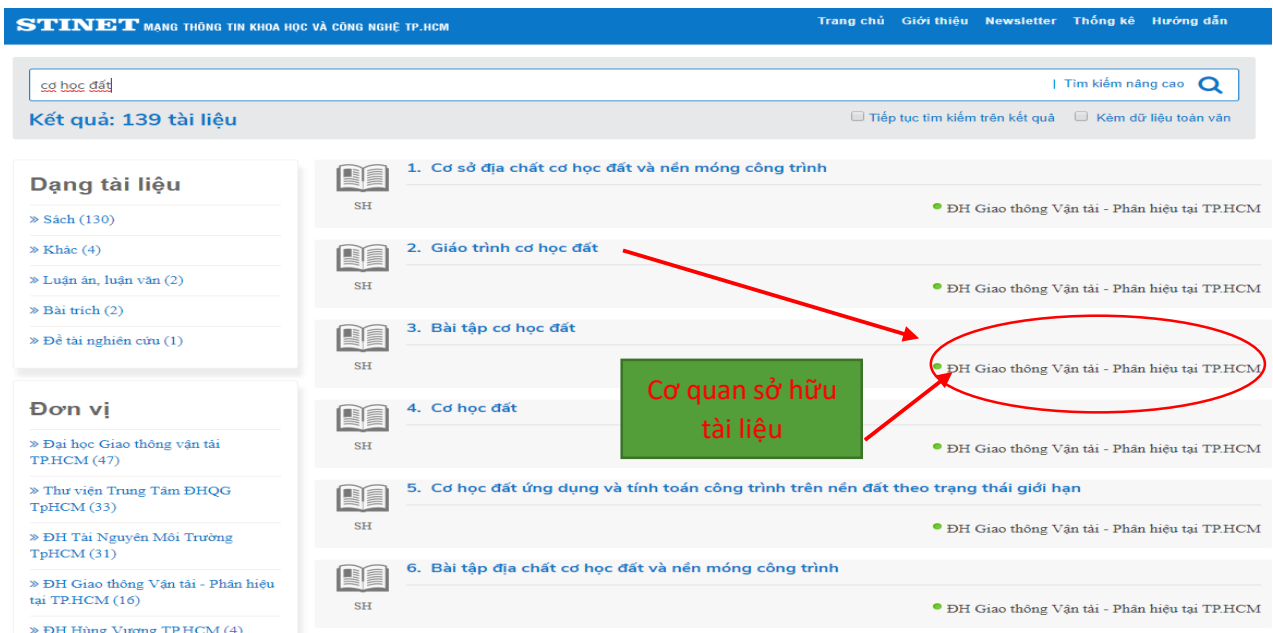 STINET MẠNG THÔNG TIN KHOA HỌC VÀ CÔNG NGHỆ TP.HCM
Trang chủ Giới thiệu Newsletter Thống kê Hướng dẫn
cơ học đất
| Tìm kiếm nâng cao
Kết quả: 139 tài liệu
Tiếp tục tìm kiếm trên kết quả
Kèm dữ liệu toàn văn
Dạng tài liệu
» Sách (130)
» Khác (4)
» Luận án, luận văn (2)
» Bài trích (2)
» Đề tài nghiên cứu (1)
Đơn vị
» Đại học Giao thông vận tải
TP.HCM (47)
» Thư viện Trung Tâm ĐHQG
TpHCM (33)
» ĐH Tài Nguyên Môi Trường
TpHCM (31)
» ĐH Giao thông Vận tải - Phân hiệu
tại TP.HCM (16)
» ĐH Hùng Vương TP.HCM (4)
1. Cơ sở địa chất cơ học đất và nền móng công trình
SH
ĐH Giao thông Vận tải - Phân hiệu tại TP.HCM
2. Giáo trình cơ học đất
SH
ĐH Giao thông Vận tải - Phân hiệu tại TP.HCM
3. Bài tập cơ học đất
SH
ĐH Giao thông Vận tải - Phân hiệu tại TP.HCM
Cơ quan sở hữu
tài liệu
4. Cơ học đất
SH
ĐH Giao thông Vận tải - Phân hiệu tại TP.HCM
5. Cơ học đất ứng dụng và tính toán công trình trên nền đất theo trạng thái giới hạn
SH
ĐH Giao thông Vận tải - Phân hiệu tại TP.HCM
6. Bài tập địa chất cơ học đất và nền móng công trình
SH
ĐH Giao thông Vận tải - Phân hiệu tại TP.HCM